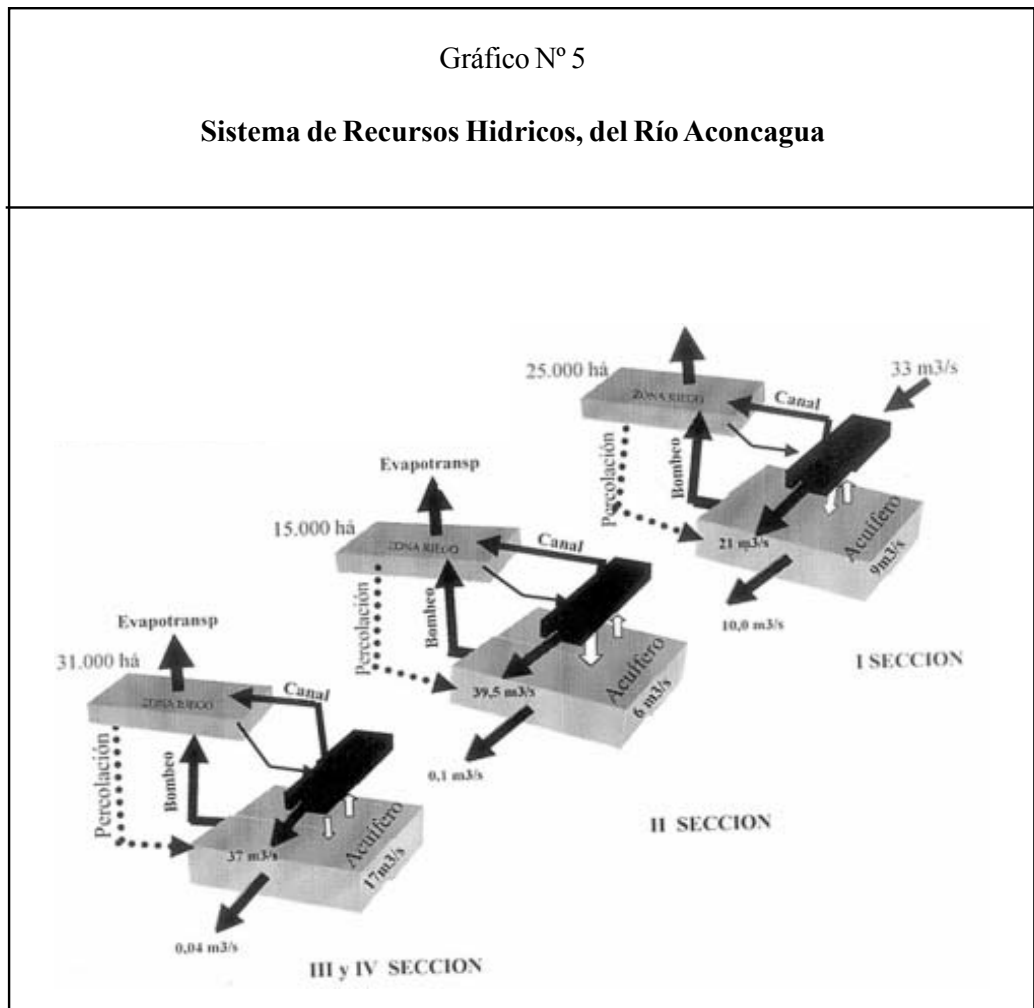 Gráfico Nº 5
Sistema de Recursos Hidricos, del Río Aconcagua
25.000 há
33 m3/s
ZONA RIEGO
Canal
Percolación
Bombeo
Acuífero
9m3/s
21 m3/s
10,0 m3/s
I SECCION
Evapotransp
15.000 há
ZONA RIEGO
Canal
Percolación
Bombeo
Acuífero
6 m3/s
39,5 m3/s
0,1 m3/s
II SECCION
Evapotransp
31.000 há
ZONA RIEGO
Canal
Percolación
Bombeo
Acuífero
17m3/s
37 m3/s
0,04 m3/s
III y IV SECCION